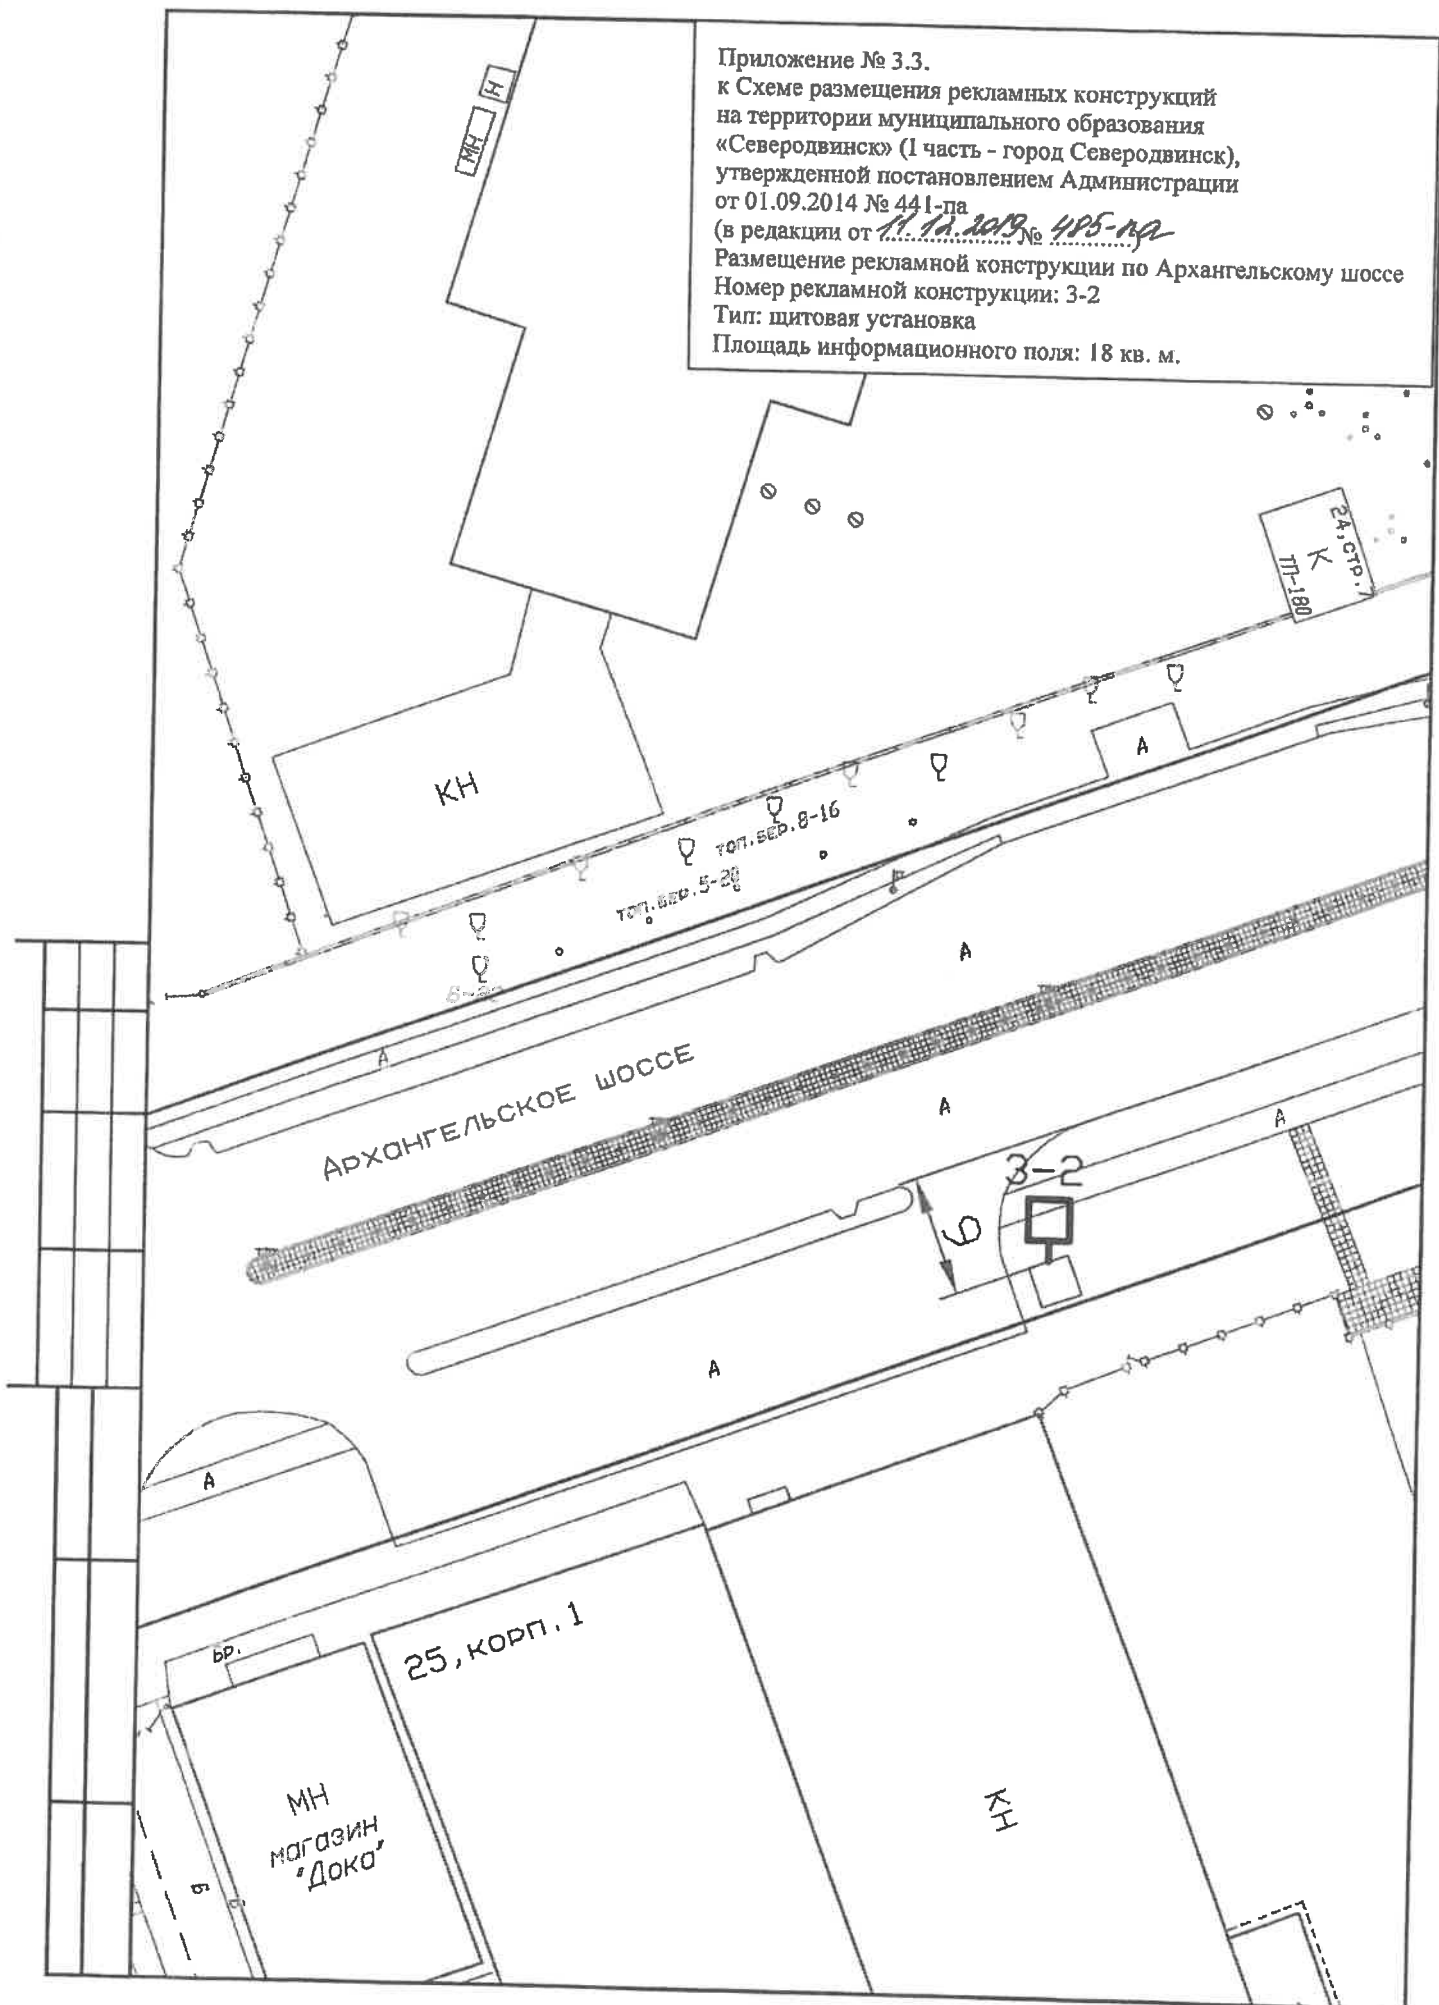 Приложение № 3.3.
к Схеме размещения рекламных конструкций
на территории муниципального образования
«Северодвинск» (I часть - город Северодвинск),
утвержденной постановлением Администрации
от 01.09.2014 № 441-па
(в редакции от 11.12.2019 № 485-па)
Размещение рекламной конструкции по Архангельскому шоссе
Номер рекламной конструкции: 3-2
Тип: щитовая установка
Площадь информационного поля: 18 кв. м.
Н
МН
24, СТР.7
К
ТП-180
КН
А
ТОП.БЕР.8-16
ТОП.БЕР.5-20
А
А
Архангельское шоссе
А
А
3-2
6
А
А
БР.
25, корп. 1
МН
магазин
"Дока"
КН
Б
Б